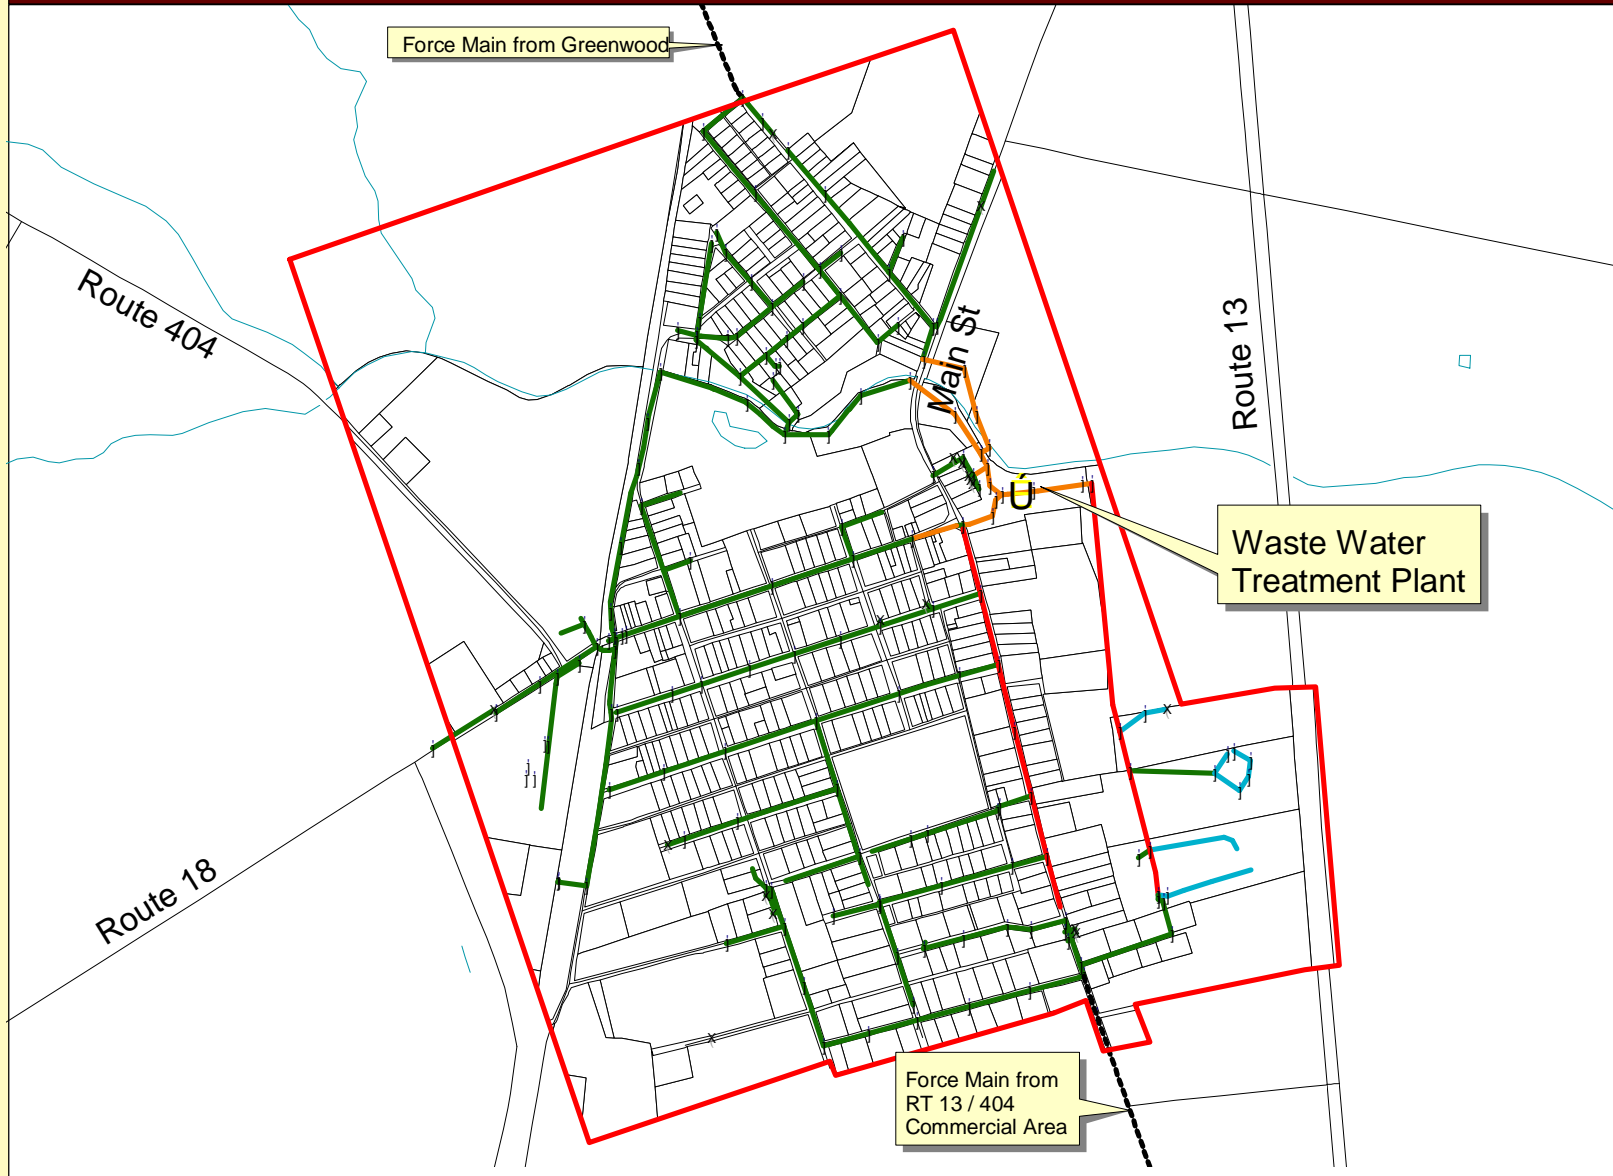 Force Main from Greenwood
Route 404
Main St
Route 13
Ú
Waste Water
Treatment Plant
Route 18
Force Main from
RT 13 / 404
Commercial Area